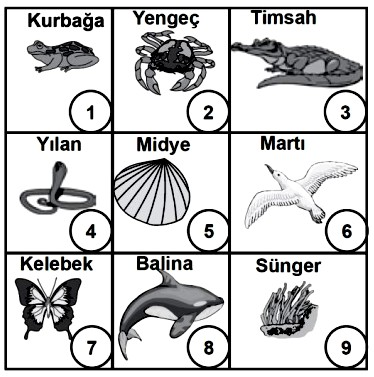 Kurbağa
Yengeç
Timsah
1
2
3
Yılan
Midye
Martı
4
5
6
Kelebek
Balina
Sünger
7
8
9